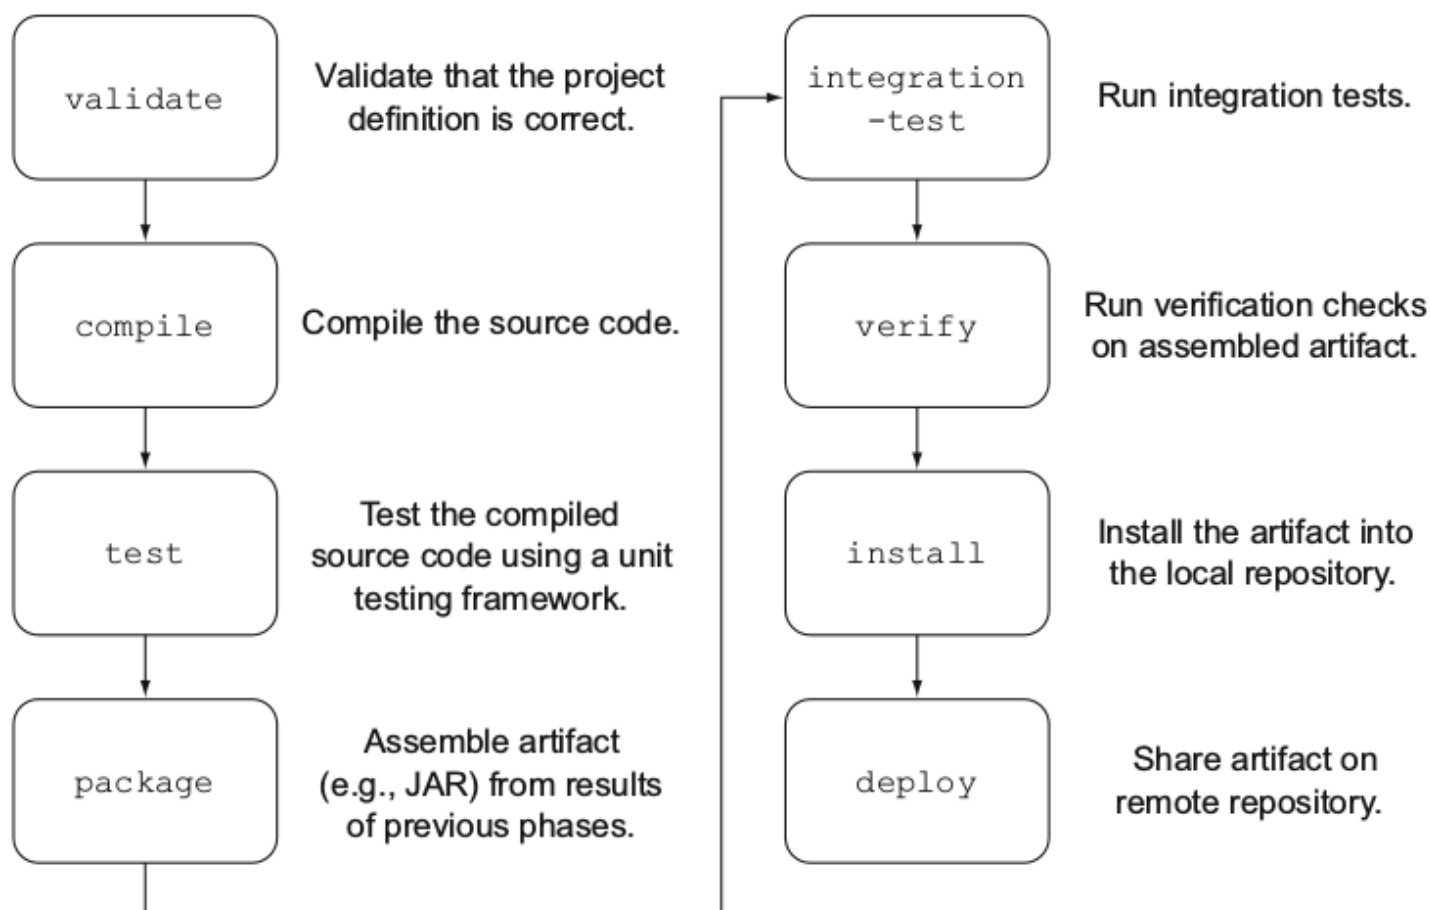 validate
Validate that the project
definition is correct.
compile
Compile the source code.
test
Test the compiled
source code using a unit
testing framework.
package
Assemble artifact
(e.g., JAR) from results
of previous phases.
integration
-test
Run integration tests.
verify
Run verification checks
on assembled artifact.
install
Install the artifact into
the local repository.
deploy
Share artifact on
remote repository.